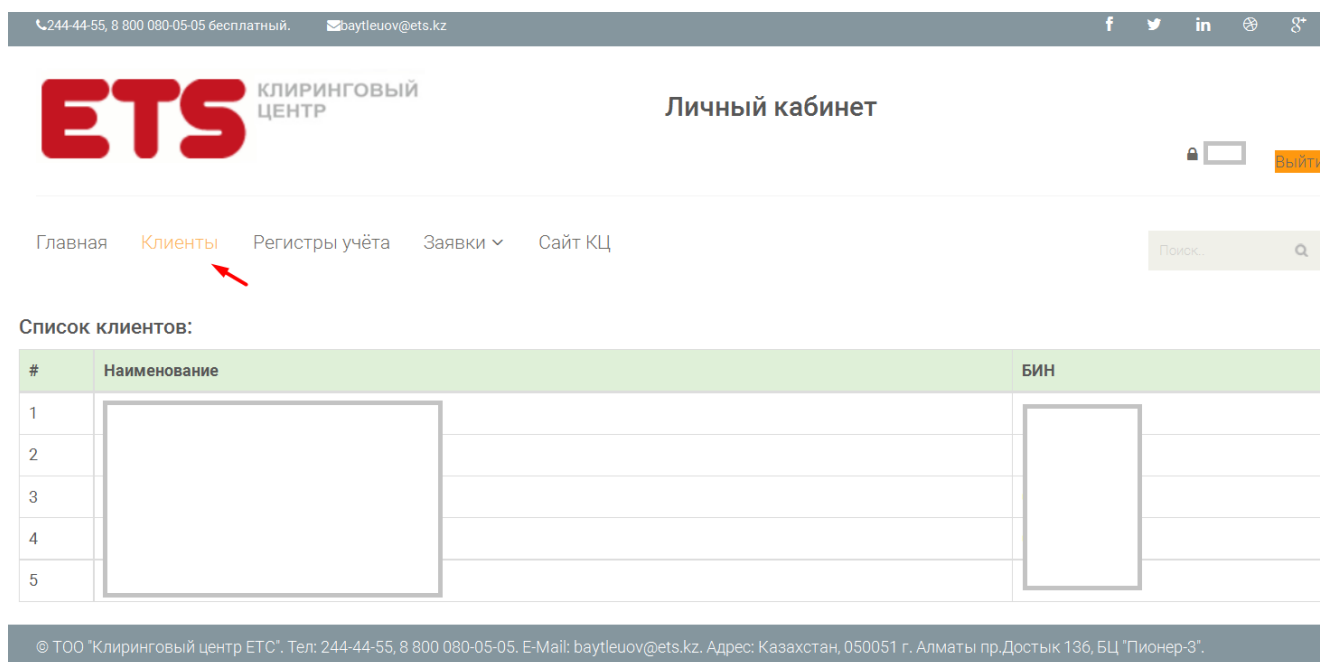 244-44-55, 8 800 080-05-05 бесплатный. baytleuov@ets.kz
ETS КЛИРИНГОВЫЙ ЦЕНТР
Личный кабинет
Выйти
Главная Клиенты Регистры учёта Заявки Сайт КЦ
Поиск...
Список клиентов:
# Наименование БИН
1
2
3
4
5
© ТОО "Клиринговый центр ЕТС". Тел: 244-44-55, 8 800 080-05-05. E-Mail: baytleuov@ets.kz. Адрес: Казахстан, 050051 г. Алматы пр.Достык 136, БЦ "Пионер-3".